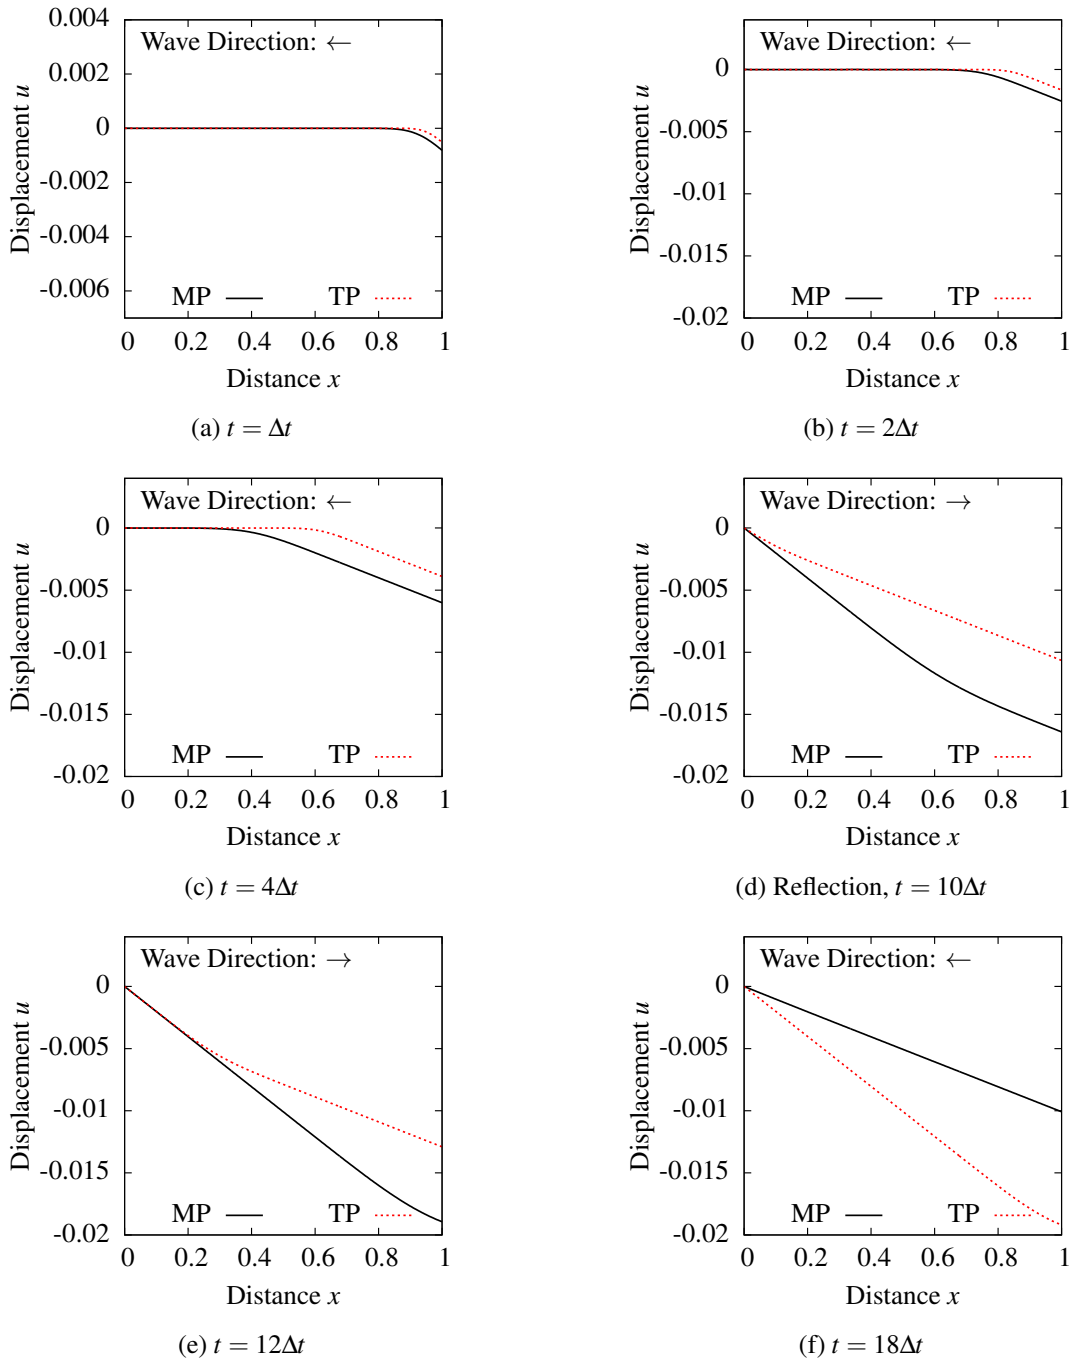 0.004
0.002
0
-0.002
-0.004
-0.006
Displacement u
Wave Direction: ←
MP
TP
0 0.2 0.4 0.6 0.8 1
Distance x
(a) t = Δt
0
-0.005
-0.01
-0.015
-0.02
Displacement u
Wave Direction: ←
MP
TP
0 0.2 0.4 0.6 0.8 1
Distance x
(b) t = 2Δt
0
-0.005
-0.01
-0.015
-0.02
Displacement u
Wave Direction: ←
MP
TP
0 0.2 0.4 0.6 0.8 1
Distance x
(c) t = 4Δt
0
-0.005
-0.01
-0.015
-0.02
Displacement u
Wave Direction: →
MP
TP
0 0.2 0.4 0.6 0.8 1
Distance x
(d) Reflection, t = 10Δt
0
-0.005
-0.01
-0.015
-0.02
Displacement u
Wave Direction: →
MP
TP
0 0.2 0.4 0.6 0.8 1
Distance x
(e) t = 12Δt
0
-0.005
-0.01
-0.015
-0.02
Displacement u
Wave Direction: ←
MP
TP
0 0.2 0.4 0.6 0.8 1
Distance x
(f) t = 18Δt